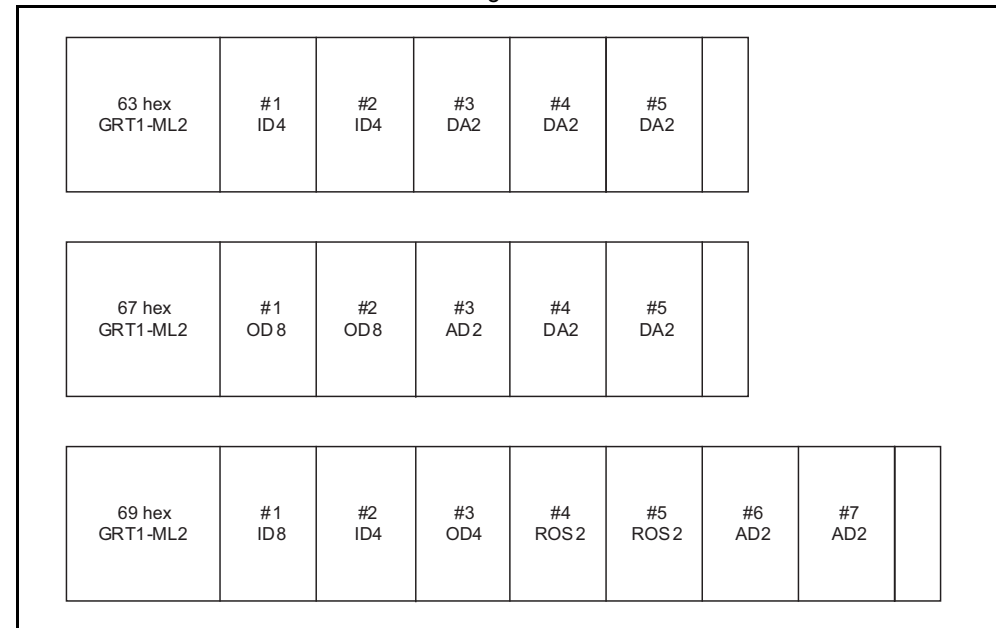 63 hex
GRT1-ML2
#1
ID4
#2
ID4
#3
DA2
#4
DA2
#5
DA2
67 hex
GRT1-ML2
#1
OD8
#2
OD8
#3
AD2
#4
DA2
#5
DA2
69 hex
GRT1-ML2
#1
ID8
#2
ID4
#3
OD4
#4
ROS2
#5
ROS2
#6
AD2
#7
AD2